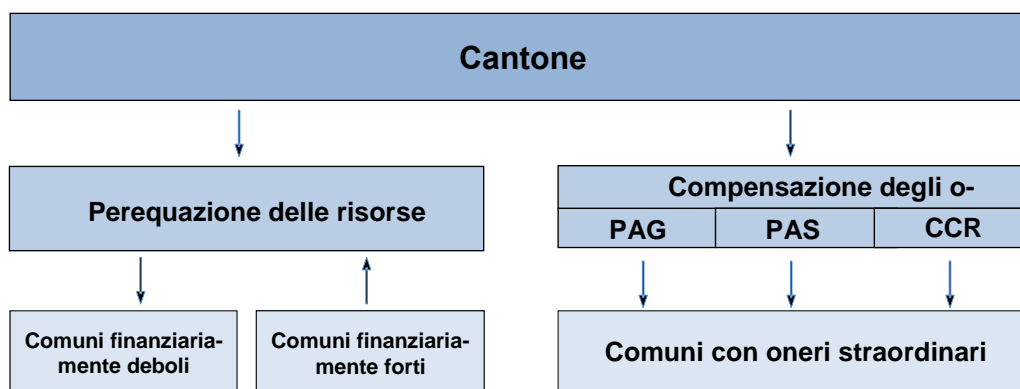 Cantone
Perequazione delle risorse
Compensazione degli o-
PAG PAS CCR
Comuni finanziaria-
mente deboli
Comuni finanziaria-
mente forti
Comuni con oneri straordinari